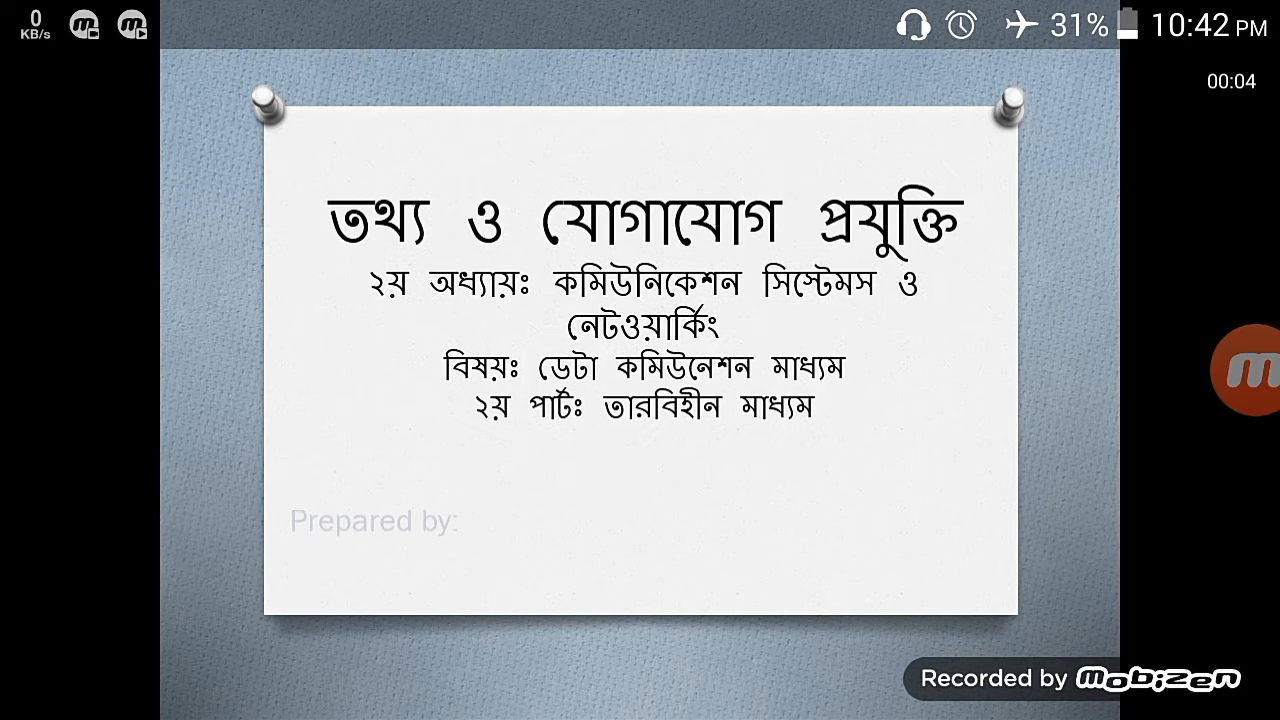 0
KB/s
31%
10:42 PM
00:04
তথ্য ও যোগাযোগ প্রযুক্তি
২য় অধ্যায়ঃ কমিউনিকেশন সিস্টেমস ও
নেটওয়ার্কিং
বিষয়ঃ ডেটা কমিউনেশন মাধ্যম
২য় পার্টঃ তারবিহীন মাধ্যম
Prepared by:
Recorded by mobizen